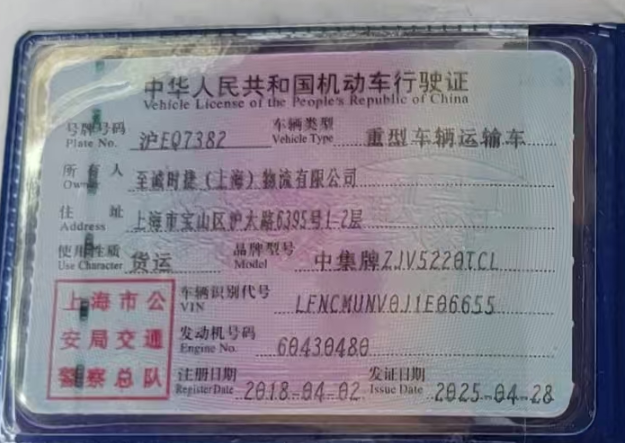 中华人民共和国机动车行驶证
Vehicle License of the People's Republic of China
号牌号码 沪EQ7382 车辆类型 重型车辆运输车
Plate No. Vehicle Type
所有人 至诚时捷（上海）物流有限公司
Owner
住址 上海市宝山区沪太路6395号1-2层
Address
使用性质 货运 品牌型号 中集牌ZJV5220TCL
Use Character Model
上海市公
安局交通
警察总队
车辆识别代号 LFNCMUNV0J1E06655
VIN
发动机号码 60430480
Engine No.
注册日期 2018-04-02 发证日期 2025-04-28
Register Date Issue Date